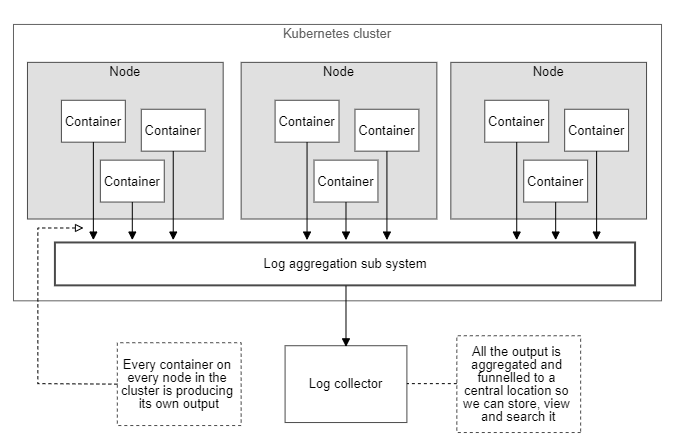 Kubernetes cluster
Node
Node
Node
Container
Container
Container
Container
Container
Container
Container
Container
Container
Log aggregation sub system
Every container on
every node in the
cluster is producing
its own output
Log collector
All the output is
aggregated and
funnelled to a
central location so
we can store, view
and search it